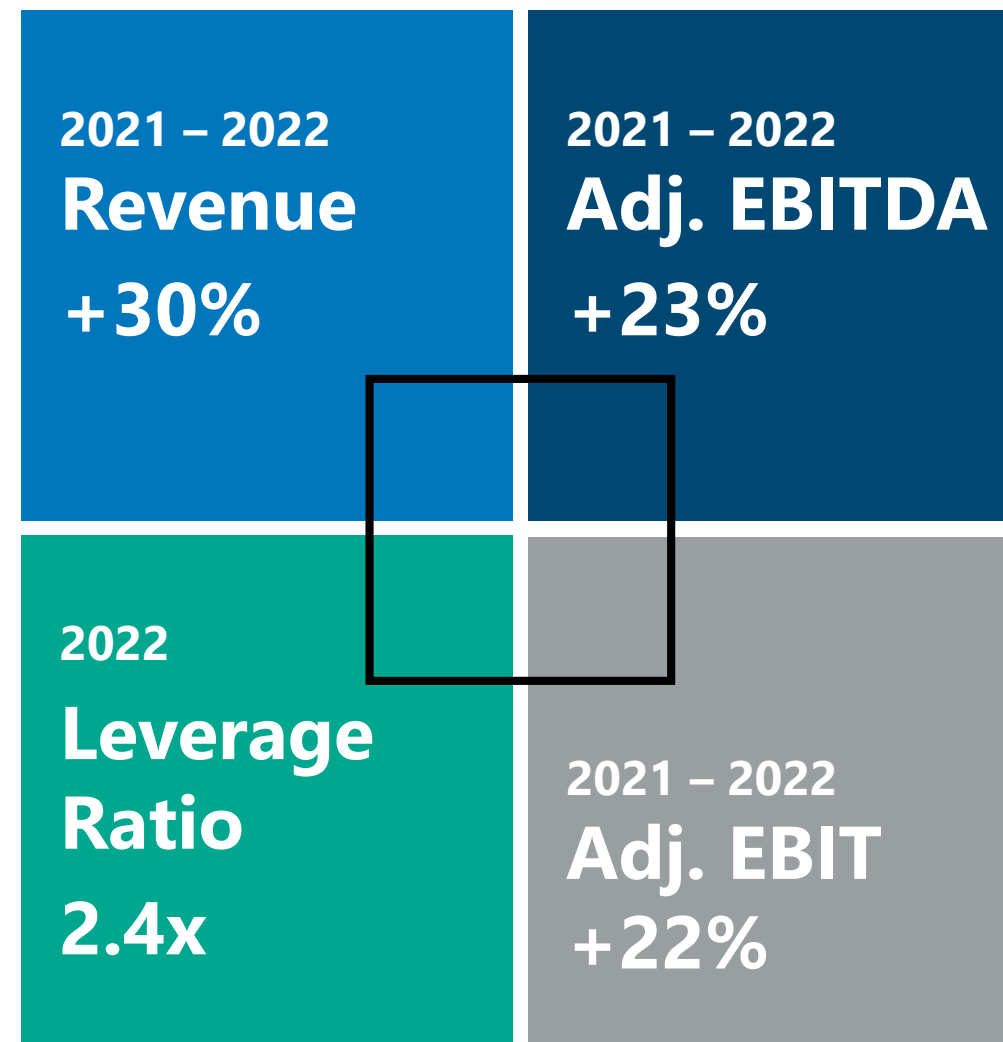 2021 – 2022
Revenue
+30%
2021 – 2022
Adj. EBITDA
+23%
2022
Leverage
Ratio
2.4x
2021 – 2022
Adj. EBIT
+22%